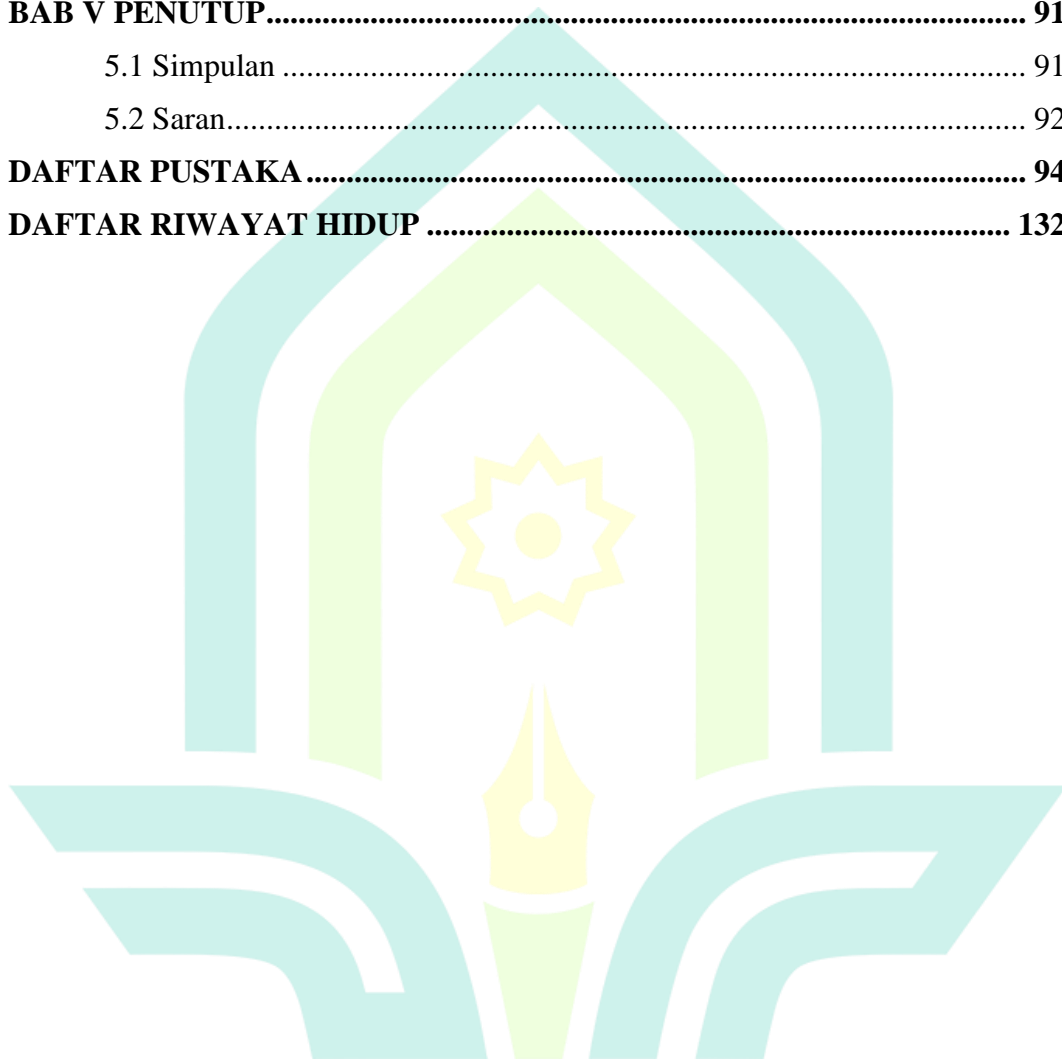 BAB V PENUTUP............................................................................................... 91
5.1 Simpulan ............................................................................................. 91
5.2 Saran.................................................................................................... 92
DAFTAR PUSTAKA.......................................................................................... 94
DAFTAR RIWAYAT HIDUP ......................................................................... 132